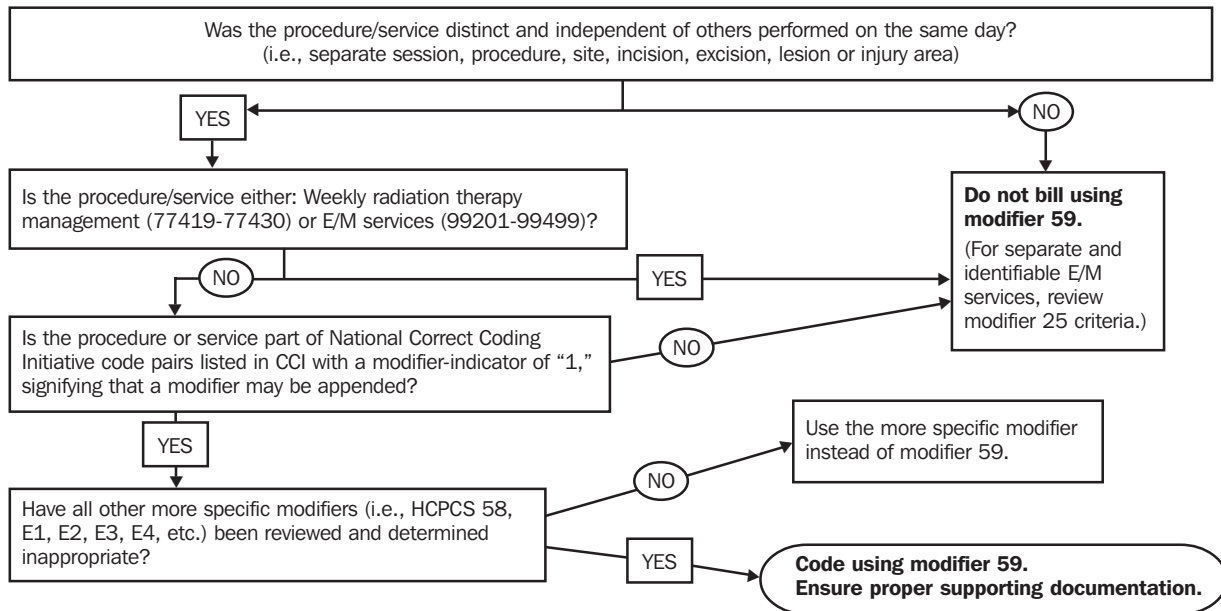 Was the procedure/service distinct and independent of others performed on the same day?
(i.e., separate session, procedure, site, incision, excision, lesion or injury area)
YES
NO
Is the procedure/service either: Weekly radiation therapy
management (77419-77430) or E/M services (99201-99499)?
Do not bill using
modifier 59.
(For separate and
identifiable E/M
services, review
modifier 25 criteria.)
NO
YES
Is the procedure or service part of National Correct Coding
Initiative code pairs listed in CCI with a modifier-indicator of “1,”
signifying that a modifier may be appended?
NO
YES
Use the more specific modifier
instead of modifier 59.
Have all other more specific modifiers (i.e., HCPCS 58,
E1, E2, E3, E4, etc.) been reviewed and determined
inappropriate?
NO
YES
Code using modifier 59.
Ensure proper supporting documentation.